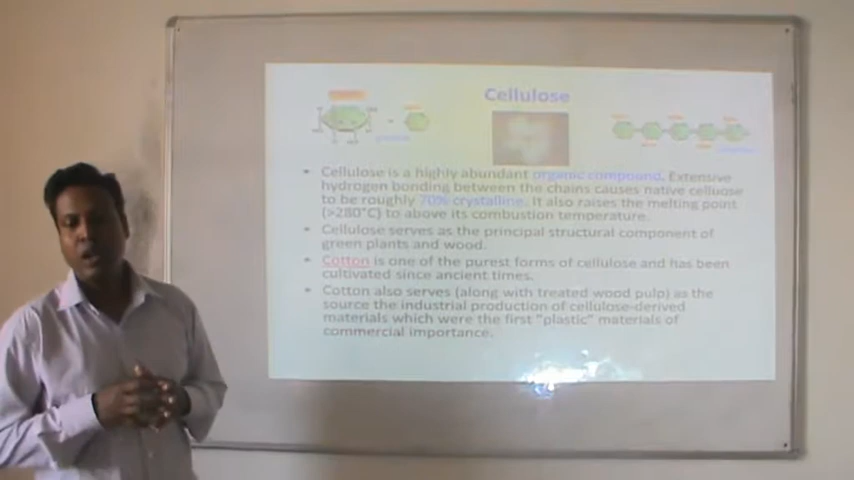 Cellulose
• Cellulose is a highly abundant organic compound. Extensive
hydrogen bonding between the chains causes native celluose
to be roughly 70% crystalline. It also raises the melting point
(>280°C) to above its combustion temperature.
• Cellulose serves as the principal structural component of
green plants and wood.
• Cotton is one of the purest forms of cellulose and has been
cultivated since ancient times.
• Cotton also serves (along with treated wood pulp) as the
source the industrial production of cellulose-derived
materials which were the first "plastic" materials of
commercial importance.